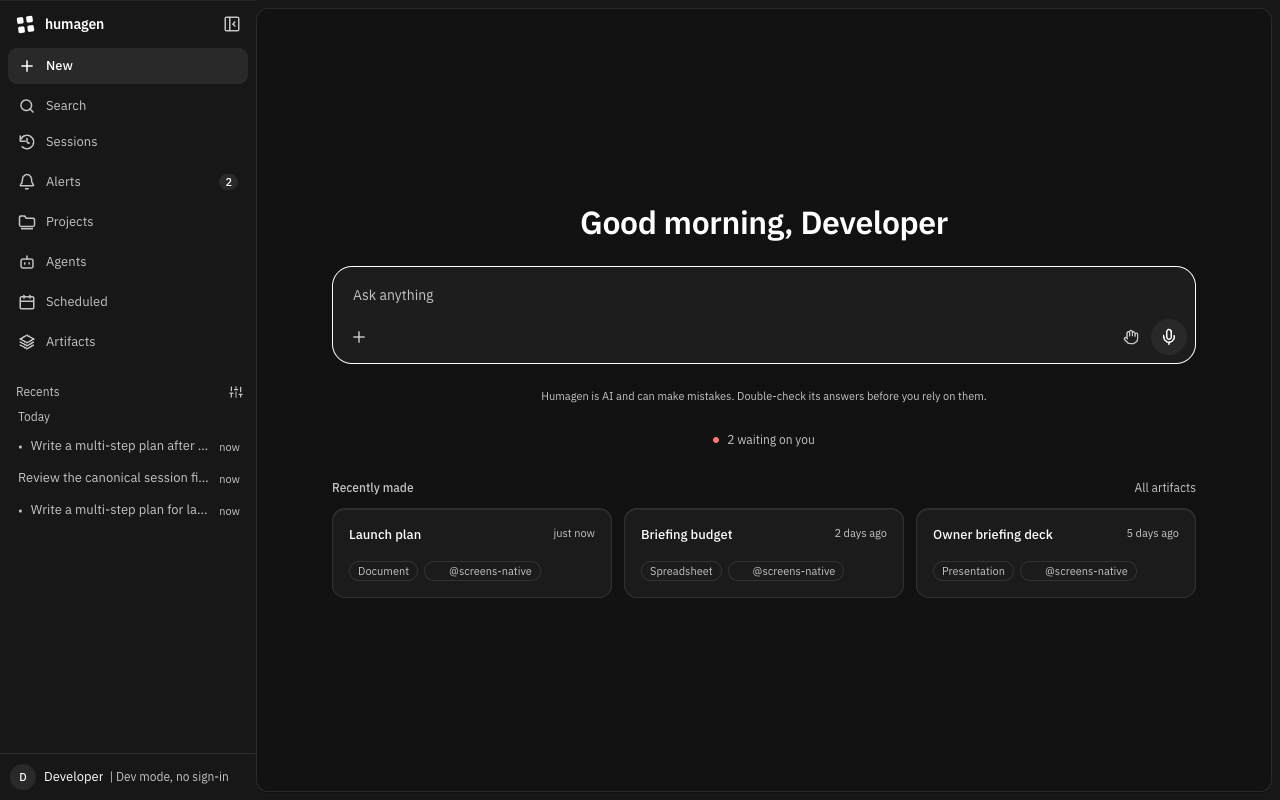 humagen
New
Search
Sessions
Alerts 2
Projects
Agents
Scheduled
Artifacts
Recents
Today
• Write a multi-step plan after ... now
Review the canonical session fi... now
• Write a multi-step plan for la... now
D Developer | Dev mode, no sign-in
Good morning, Developer
Ask anything
Humagen is AI and can make mistakes. Double-check its answers before you rely on them.
2 waiting on you
Recently made All artifacts
Launch plan just now
Document @screens-native
Briefing budget 2 days ago
Spreadsheet @screens-native
Owner briefing deck 5 days ago
Presentation @screens-native